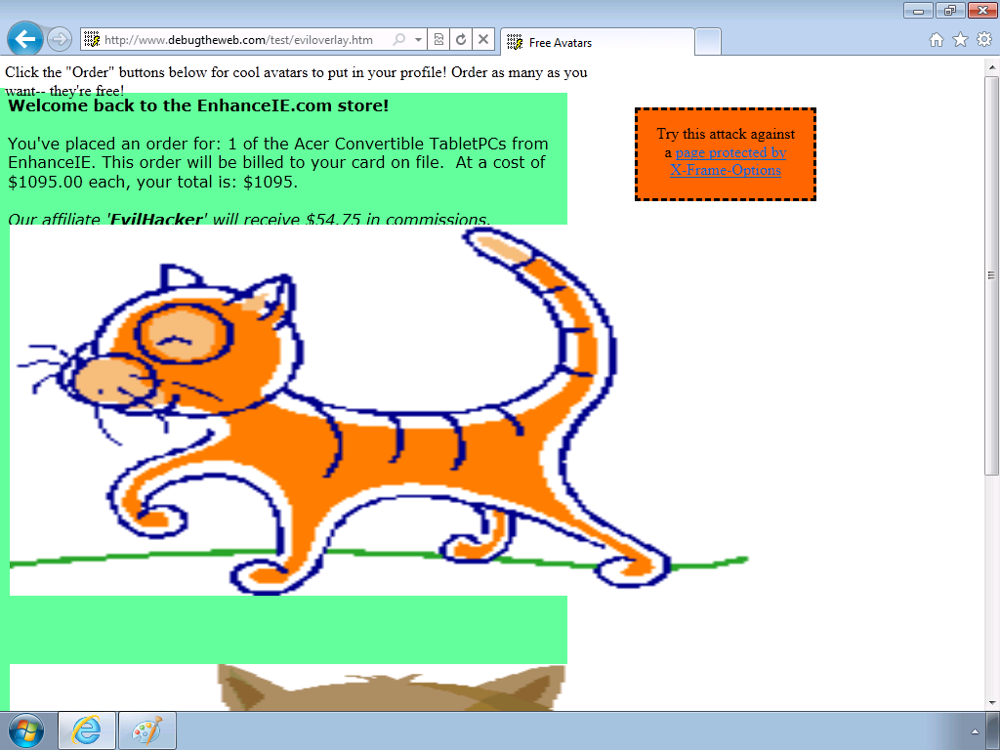 http://www.debugtheweb.com/test/eviloverlay.htm
Free Avatars
Click the "Order" buttons below for cool avatars to put in your profile! Order as many as you
want-- they're free!
Welcome back to the EnhanceIE.com store!
You've placed an order for: 1 of the Acer Convertible TabletPCs from
EnhanceIE. This order will be billed to your card on file.  At a cost of
$1095.00 each, your total is: $1095.
Our affiliate 'EvilHacker' will receive $54.75 in commissions.
Try this attack against
a page protected by
X-Frame-Options